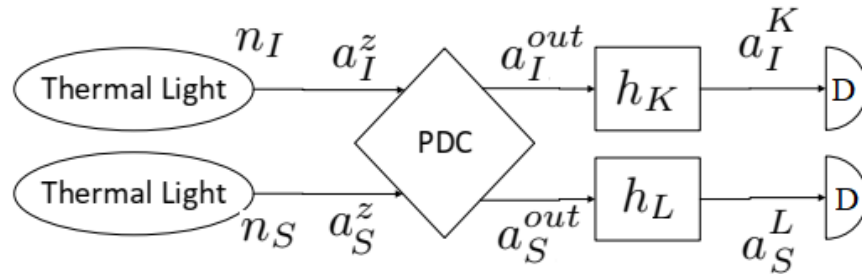 n_I a_I^z a_I^{out} a_I^K
Thermal Light h_K D
PDC
Thermal Light h_L D
n_S a_S^z a_S^{out} a_S^L